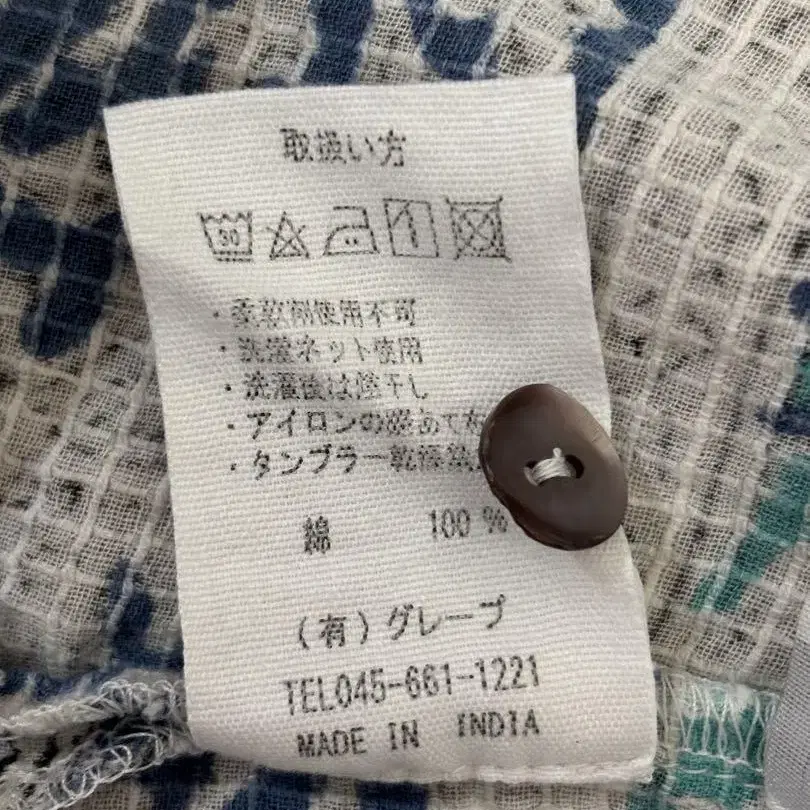 取扱い方
30
・柔軟剤使用不可
・洗濯ネット使用
・洗濯後は陰干し
・アイロンのあて
・タンブラー乾燥
綿 100 %
(有)グレープ
TEL045-661-1221
MADE IN INDIA